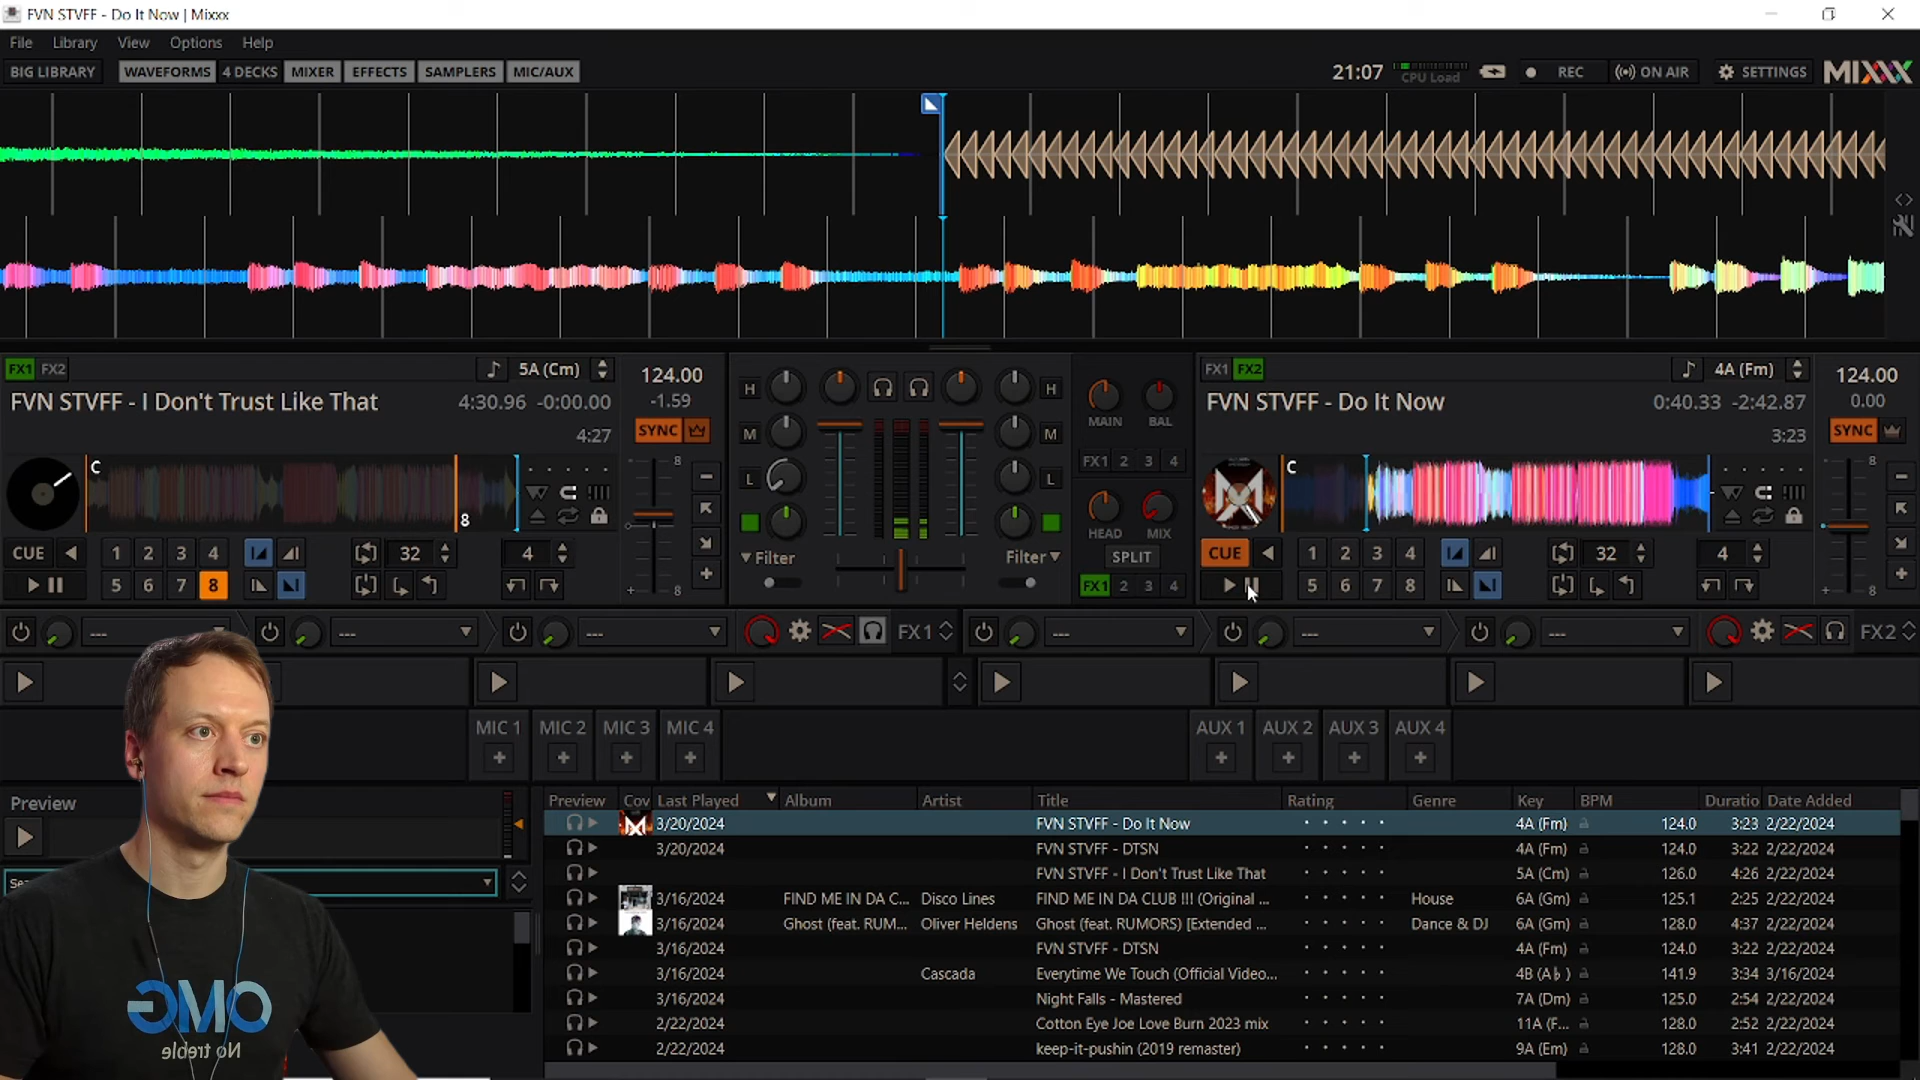 FVN STVFF - Do It Now | Mixxx
File Library View Options Help
BIG LIBRARY WAVEFORMS 4 DECKS MIXER EFFECTS SAMPLERS MIC/AUX 21:07 CPU Load REC ON AIR SETTINGS MIXXX
FX1 FX2 5A (Cm) 124.00 H H FX1 FX2 4A (Fm) 124.00
FVN STVFF - I Don't Trust Like That 4:30.96 -0:00.00 -1.59 FVN STVFF - Do It Now 0:40.33 -2:42.87 0.00
4:27 SYNC M M MAIN BAL 3:23 SYNC
C 8 FX1 2 3 4 C 8
L L
8 HEAD MIX
CUE 1 2 3 4 32 4 Filter Filter SPLIT CUE 1 2 3 4 32 4
5 6 7 8 8 FX1 2 3 4 5 6 7 8 8
--- --- --- FX1 --- --- --- FX2
MIC 1 MIC 2 MIC 3 MIC 4 AUX 1 AUX 2 AUX 3 AUX 4
Preview
Preview Cov Last Played Album Artist Title Rating Genre Key BPM Duratio Date Added
3/20/2024 FVN STVFF - Do It Now 4A (Fm) 124.0 3:23 2/22/2024
3/20/2024 FVN STVFF - DTSN 4A (Fm) 124.0 3:22 2/22/2024
FVN STVFF - I Don't Trust Like That 5A (Cm) 126.0 4:26 2/22/2024
3/16/2024 FIND ME IN DA C... Disco Lines FIND ME IN DA CLUB !!! (Original ... House 6A (Gm) 125.1 2:25 2/22/2024
3/16/2024 Ghost (feat. RUM... Oliver Heldens Ghost (feat. RUMORS) [Extended ... Dance & DJ 6A (Gm) 128.0 4:37 2/22/2024
3/16/2024 FVN STVFF - DTSN 4A (Fm) 124.0 3:22 2/22/2024
3/16/2024 Cascada Everytime We Touch (Official Video... 4B (A♭) 141.9 3:34 3/16/2024
3/16/2024 Night Falls - Mastered 7A (Dm) 125.0 2:54 2/22/2024
2/22/2024 Cotton Eye Joe Love Burn 2023 mix 11A (F... 128.0 2:52 2/22/2024
2/22/2024 keep-it-pushin (2019 remaster) 9A (Em) 128.0 3:41 2/22/2024
OMG
No treble